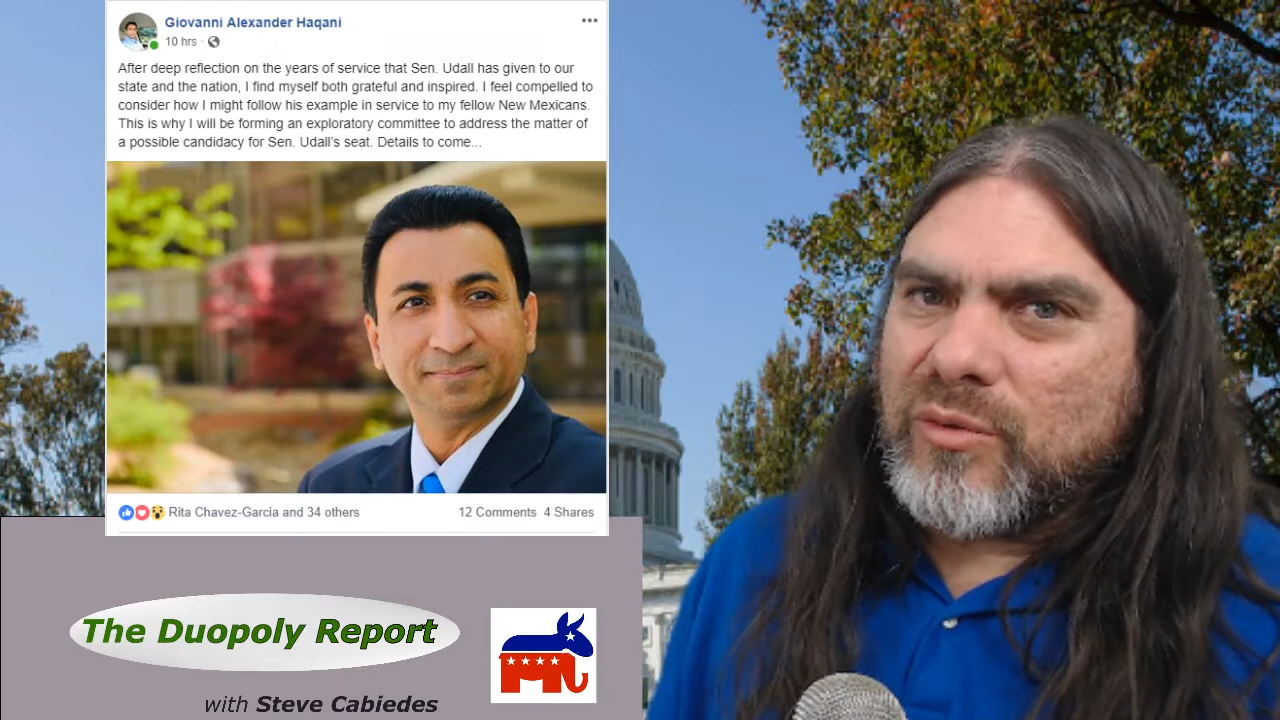 Giovanni Alexander Haqani
10 hrs ·
After deep reflection on the years of service that Sen. Udall has given to our
state and the nation, I find myself both grateful and inspired. I feel compelled to
consider how I might follow his example in service to my fellow New Mexicans.
This is why I will be forming an exploratory committee to address the matter of
a possible candidacy for Sen. Udall's seat. Details to come...
Rita Chavez-Garcia and 34 others 12 Comments 4 Shares
The Duopoly Report
with Steve Cabiedes